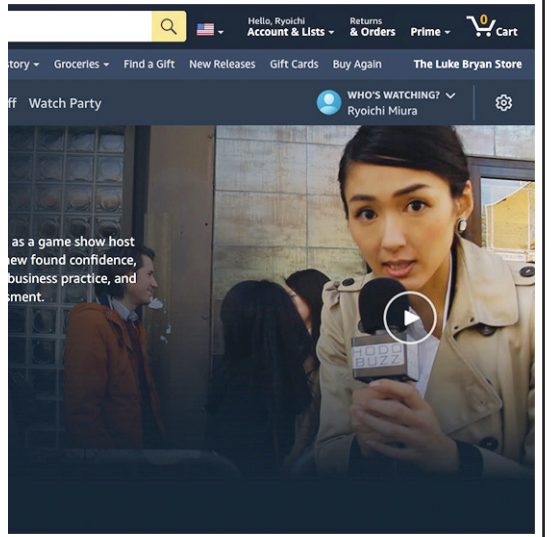 Hello, Ryoichi
Account & Lists
Returns
& Orders
Prime
0
Cart
story
Groceries
Find a Gift
New Releases
Gift Cards
Buy Again
The Luke Bryan Store
ff
Watch Party
WHO'S WATCHING?
Ryoichi Miura
as a game show host
new found confidence,
business practice, and
sment.
HODO
BUZZ